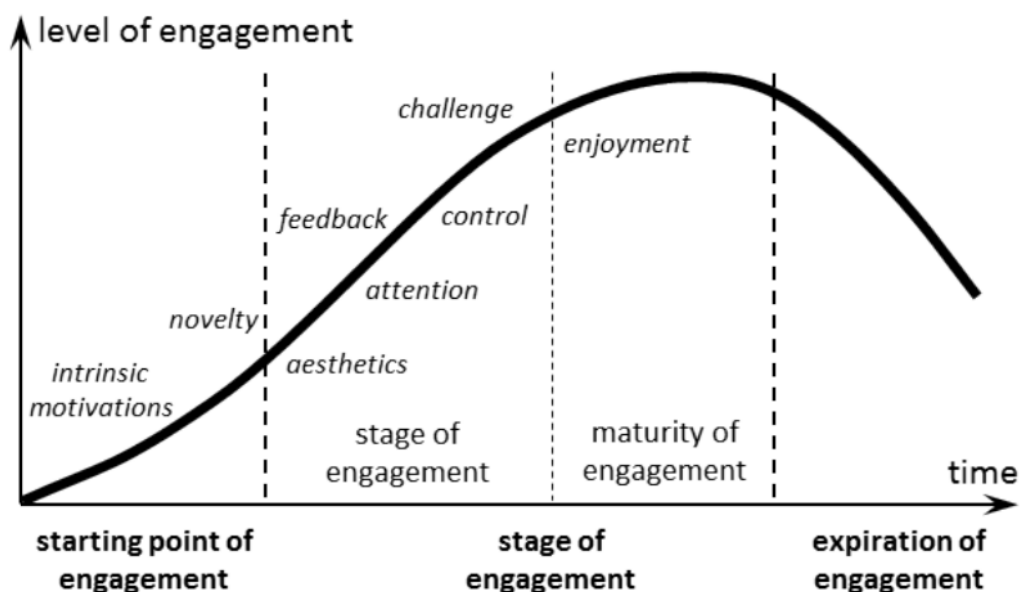 level of engagement
challenge
enjoyment
feedback
control
attention
novelty
aesthetics
intrinsic
motivations
stage of
engagement
maturity of
engagement
time
starting point of
engagement
stage of
engagement
expiration of
engagement